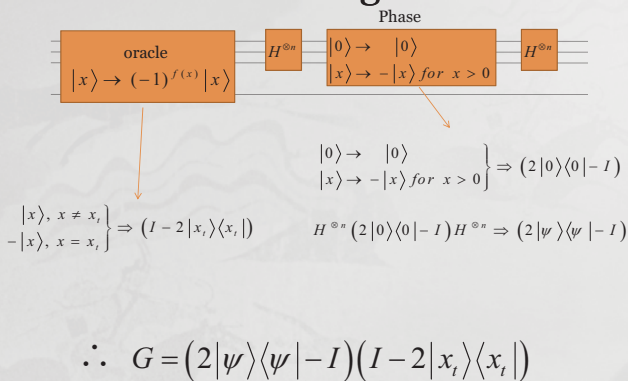 Phase
oracle
|x⟩ → (-1)^{f(x)} |x⟩
H^{⊗n}
|0⟩ → |0⟩
|x⟩ → -|x⟩ for x > 0
H^{⊗n}
|0⟩ → |0⟩
|x⟩ → -|x⟩ for x > 0 } ⇒ (2|0⟩⟨0| - I)
|x⟩, x ≠ x_t
-|x⟩, x = x_t } ⇒ (I - 2|x_t⟩⟨x_t|)
H^{⊗n} (2|0⟩⟨0| - I) H^{⊗n} ⇒ (2|ψ⟩⟨ψ| - I)
∴ G = (2|ψ⟩⟨ψ| - I)(I - 2|x_t⟩⟨x_t|)